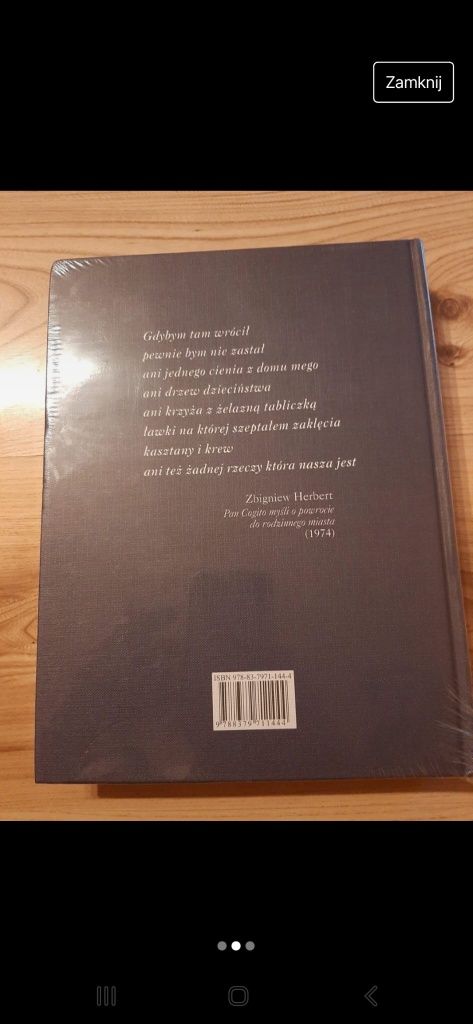 Zamknij
Gdybym tam wrócił
pewnie bym nie zastał
ani jednego cienia z domu mego
ani drzew dzieciństwa
ani krzyża z żelazną tabliczką
ławki na której szeptałem zaklęcia
kasztany i krew
ani też żadnej rzeczy która nasza jest
Zbigniew Herbert
Pan Cogito myśli o powrocie
do rodzinnego miasta
(1974)
ISBN 978-83-7971-144-4
9788379711444